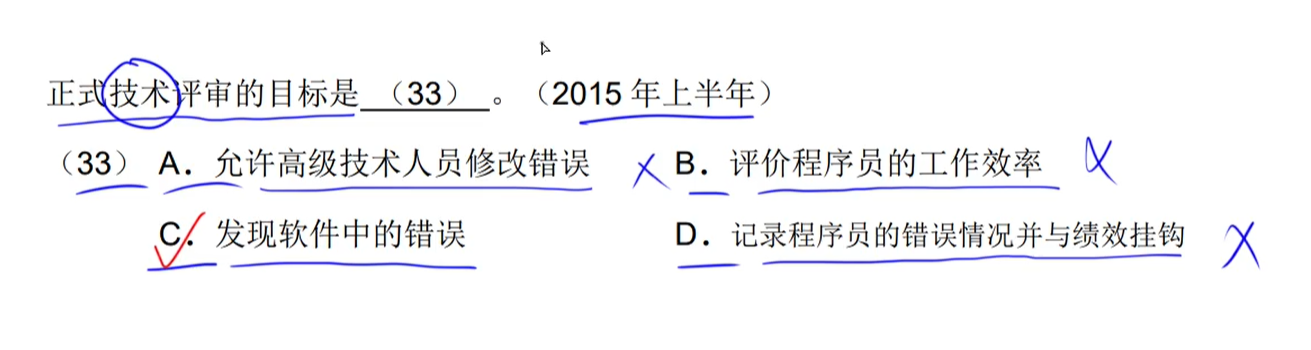 正式技术评审的目标是 （33） 。（2015 年上半年）
（33） A．允许高级技术人员修改错误 B．评价程序员的工作效率
C．发现软件中的错误 D．记录程序员的错误情况并与绩效挂钩